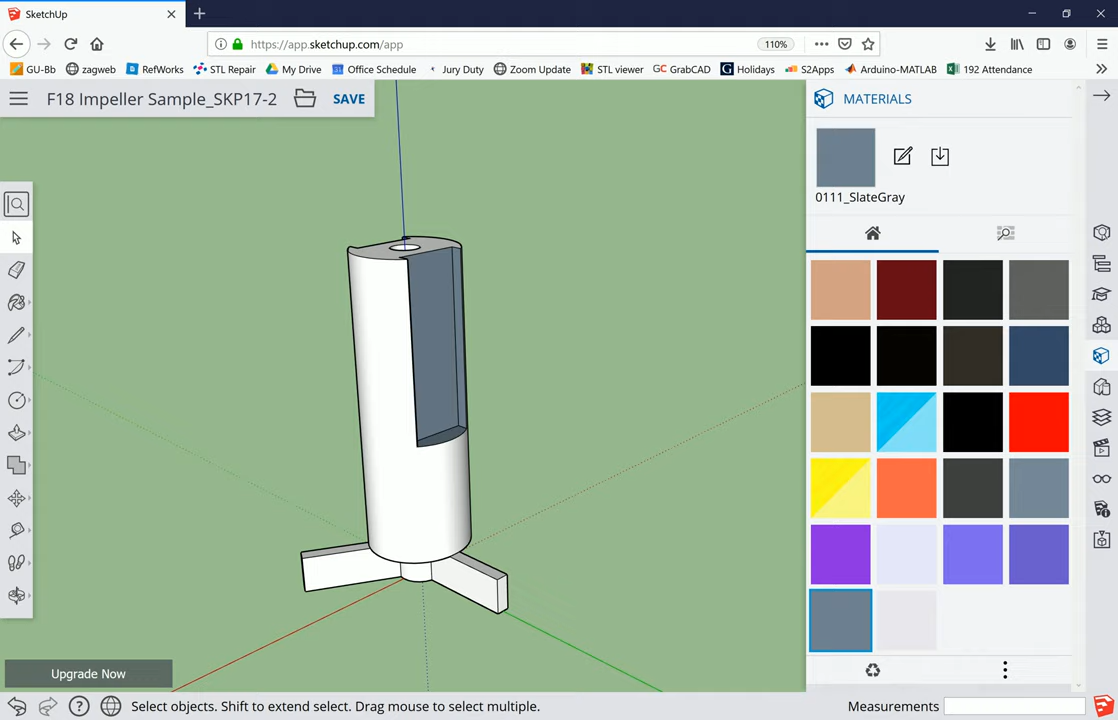 SketchUp
https://app.sketchup.com/app
110%
GU-Bb zagweb RefWorks STL Repair My Drive Office Schedule Jury Duty Zoom Update STL viewer GC GrabCAD Holidays S2Apps Arduino-MATLAB 192 Attendance
F18 Impeller Sample_SKP17-2 SAVE
MATERIALS
0111_SlateGray
Upgrade Now
Select objects. Shift to extend select. Drag mouse to select multiple.
Measurements